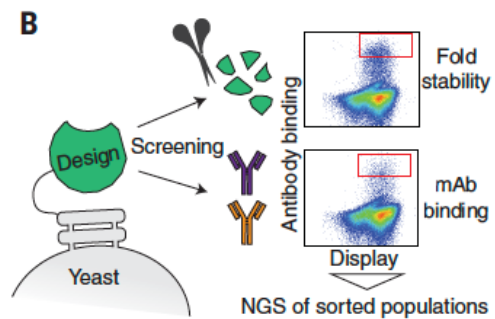 B
Design
Screening
Yeast
Antibody binding
Fold
stability
mAb
binding
Display
NGS of sorted populations